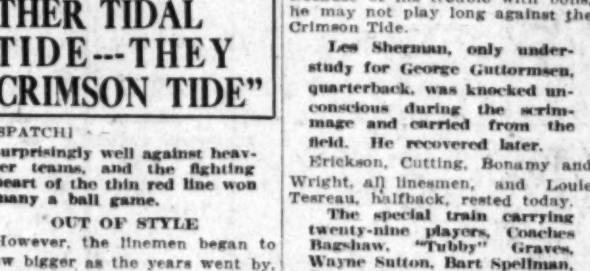 THER TIDAL
TIDE---THEY
CRIMSON TIDE"
SPATCH]
surprisingly well against heav-
er teams, and the fighting
heart of the thin red line won
many a ball game.
OUT OF STYLE
However, the linemen began to
w bigger as the years went by,
he may not play long against the
Crimson Tide.
Les Sherman, only under-
study for George Guttormsen,
quarterback, was knocked un-
conscious during the scrim-
mage and carried from the
field. He recovered later.
Erickson, Cutting, Bonamy and
Wright, all linesmen, and Louie
Tesreau, halfback, rested today.
The special train carrying
twenty-nine players, Coaches
Bagshaw, "Tubby" Graves,
Wayne Sutton, Bart Spellman,